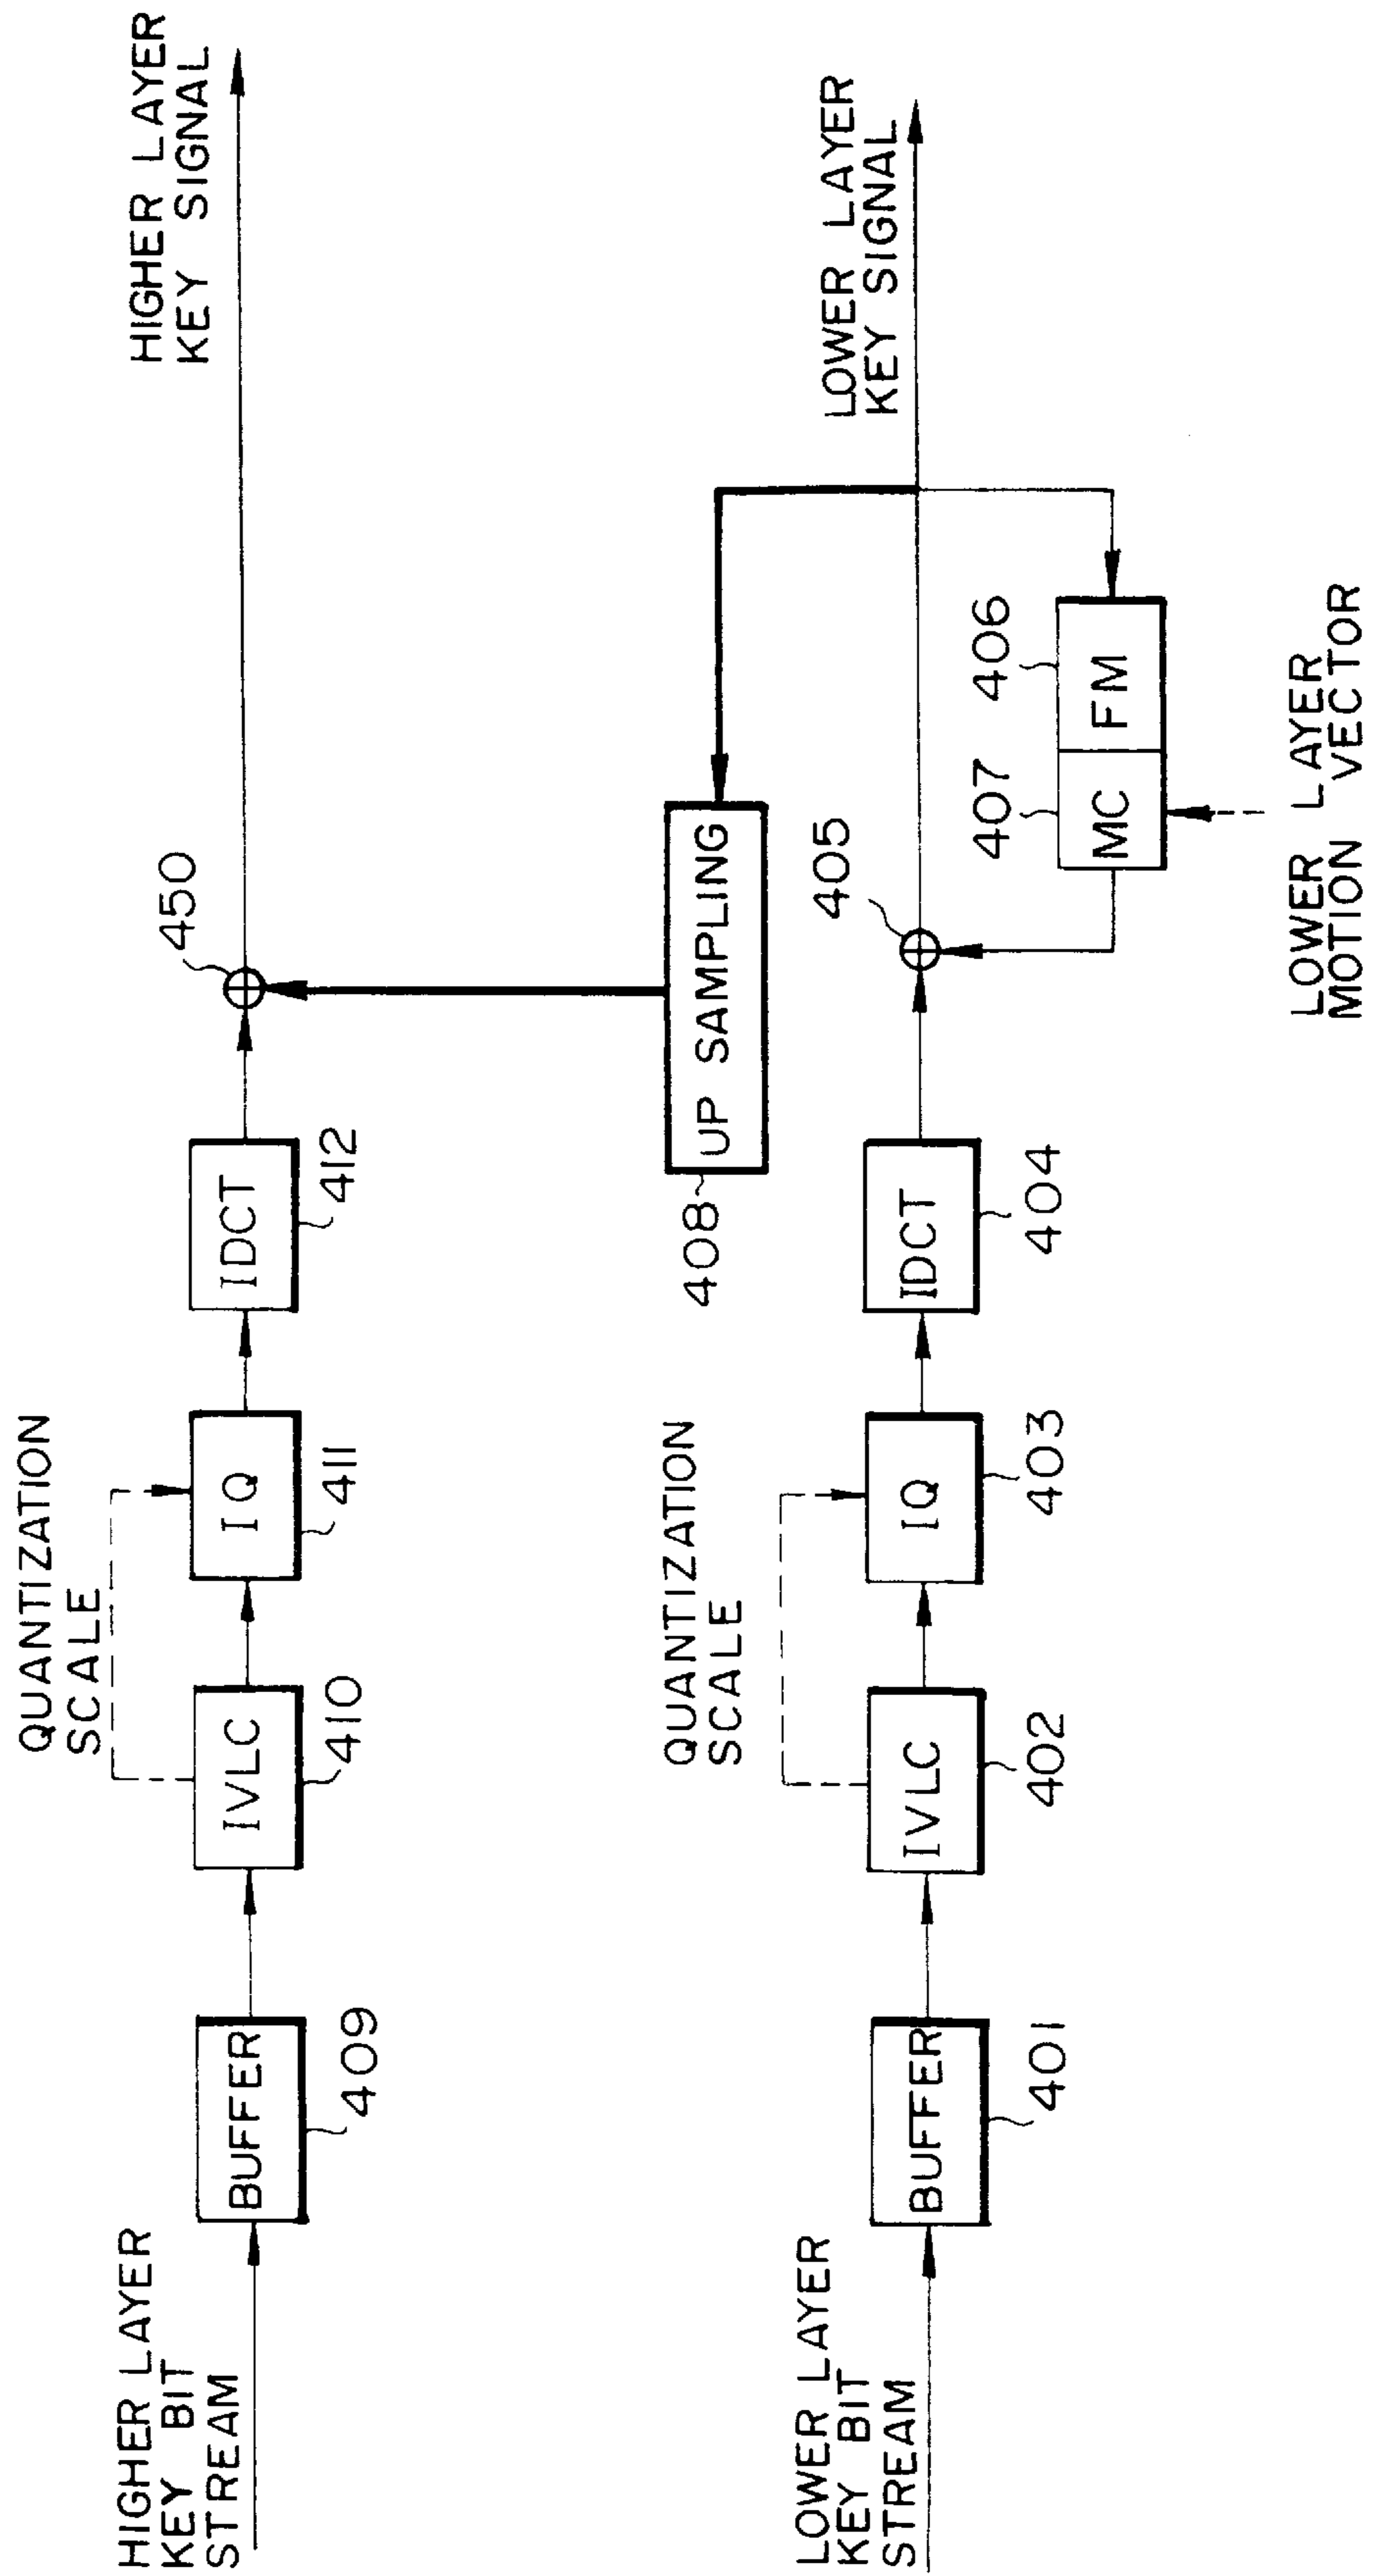 HIGHER LAYER
KEY BIT
STREAM
BUFFER
409
IVLC
410
QUANTIZATION
SCALE
IQ
411
IDCT
412
450
HIGHER LAYER
KEY SIGNAL
408
UP SAMPLING
LOWER LAYER
KEY BIT
STREAM
BUFFER
401
IVLC
402
QUANTIZATION
SCALE
IQ
403
IDCT
404
405
LOWER LAYER
KEY SIGNAL
407
406
MC
FM
LOWER LAYER
MOTION VECTOR